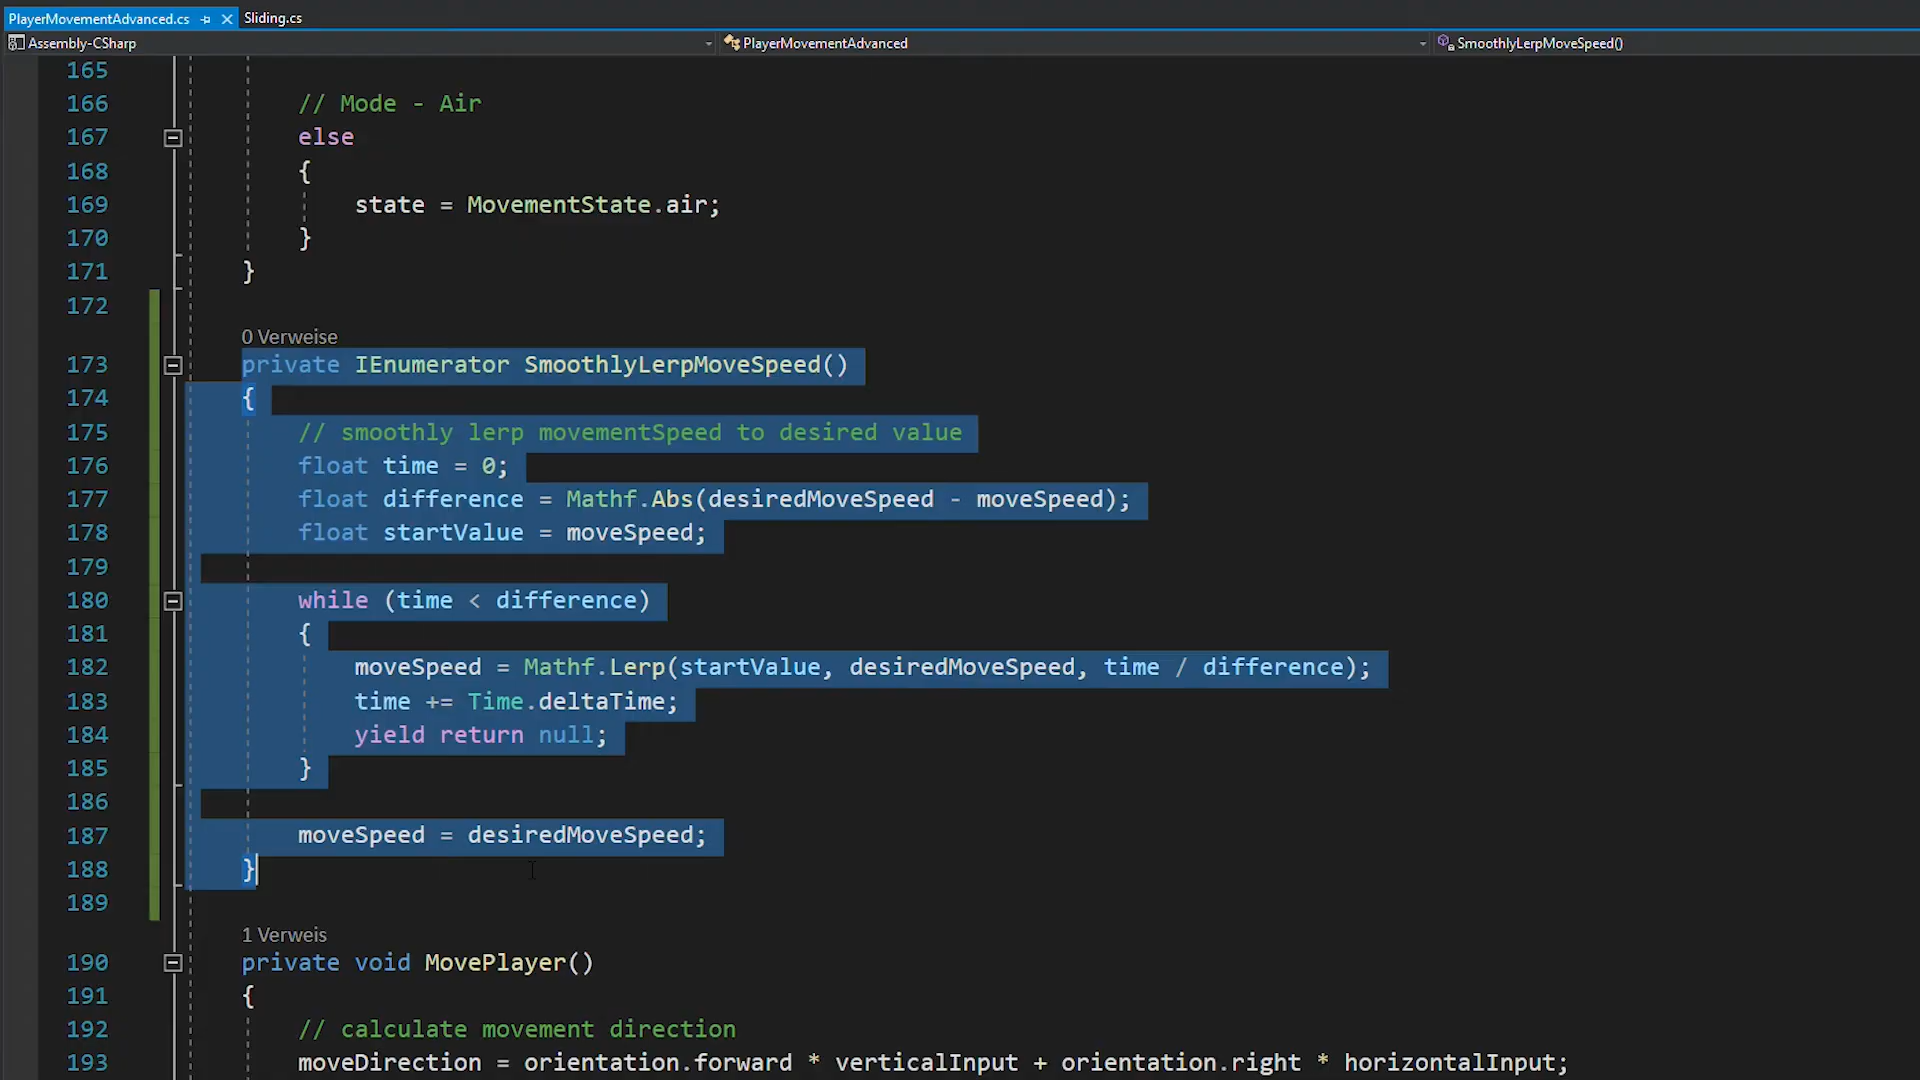 PlayerMovementAdvanced.cs Sliding.cs
Assembly-CSharp PlayerMovementAdvanced SmoothlyLerpMoveSpeed()
165
166 // Mode - Air
167 else
168 {
169 state = MovementState.air;
170 }
171 }
172
0 Verweise
173 private IEnumerator SmoothlyLerpMoveSpeed()
174 {
175 // smoothly lerp movementSpeed to desired value
176 float time = 0;
177 float difference = Mathf.Abs(desiredMoveSpeed - moveSpeed);
178 float startValue = moveSpeed;
179
180 while (time < difference)
181 {
182 moveSpeed = Mathf.Lerp(startValue, desiredMoveSpeed, time / difference);
183 time += Time.deltaTime;
184 yield return null;
185 }
186
187 moveSpeed = desiredMoveSpeed;
188 }
189
1 Verweis
190 private void MovePlayer()
191 {
192 // calculate movement direction
193 moveDirection = orientation.forward * verticalInput + orientation.right * horizontalInput;